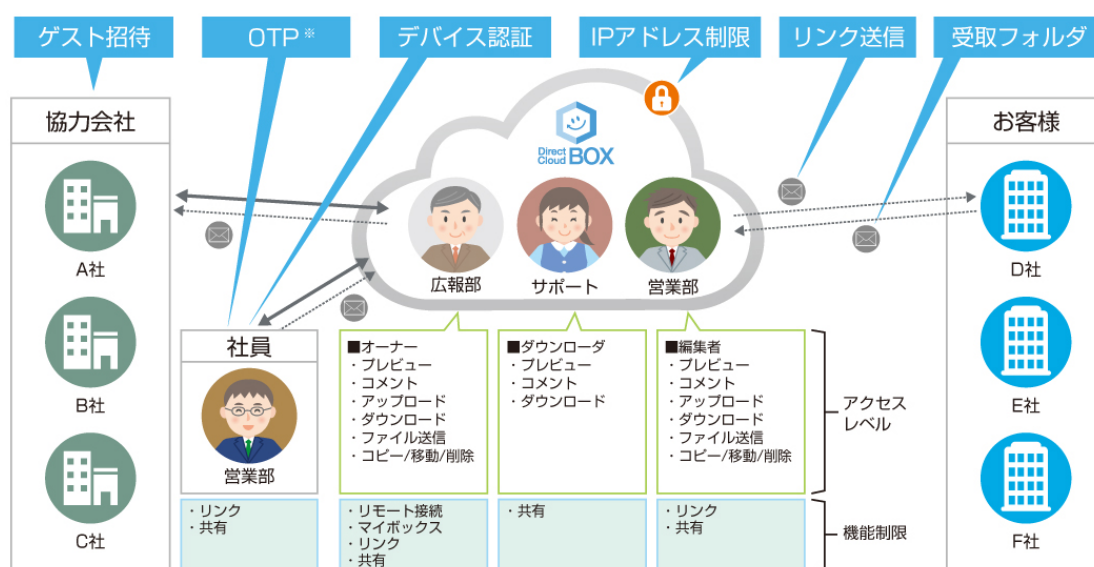 ゲスト招待
OTP※
デバイス認証
IPアドレス制限
リンク送信
受取フォルダ
協力会社
A社
B社
C社
Direct
Cloud BOX
広報部
サポート
営業部
お客様
D社
E社
F社
社員
営業部
■オーナー
・プレビュー
・コメント
・アップロード
・ダウンロード
・ファイル送信
・コピー/移動/削除
■ダウンローダ
・プレビュー
・コメント
・ダウンロード
■編集者
・プレビュー
・コメント
・アップロード
・ダウンロード
・ファイル送信
・コピー/移動/削除
アクセス
レベル
・リンク
・共有
・リモート接続
・マイボックス
・リンク
・共有
・共有
・リンク
・共有
機能制限